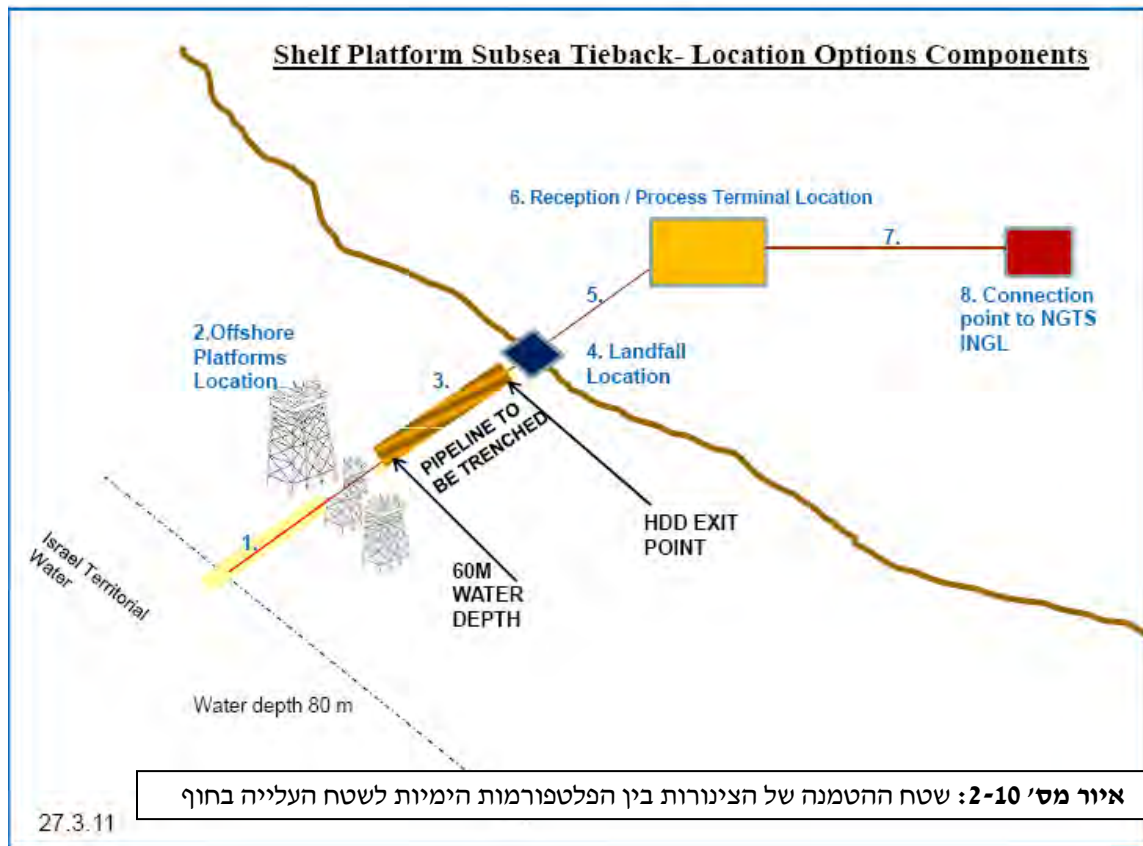 Shelf Platform Subsea Tieback- Location Options Components
6. Reception / Process Terminal Location
7.
5.
8. Connection
point to NGTS
INGL
2.Offshore
Platforms
Location
4. Landfall
Location
3.
PIPELINE TO
BE TRENCHED
HDD EXIT
POINT
1.
60M
WATER
DEPTH
Israel Territorial
Water
Water depth 80 m
איור מס' 2-10: שטח ההטמנה של הצינורות בין הפלטפורמות הימיות לשטח העלייה בחוף
27.3.11